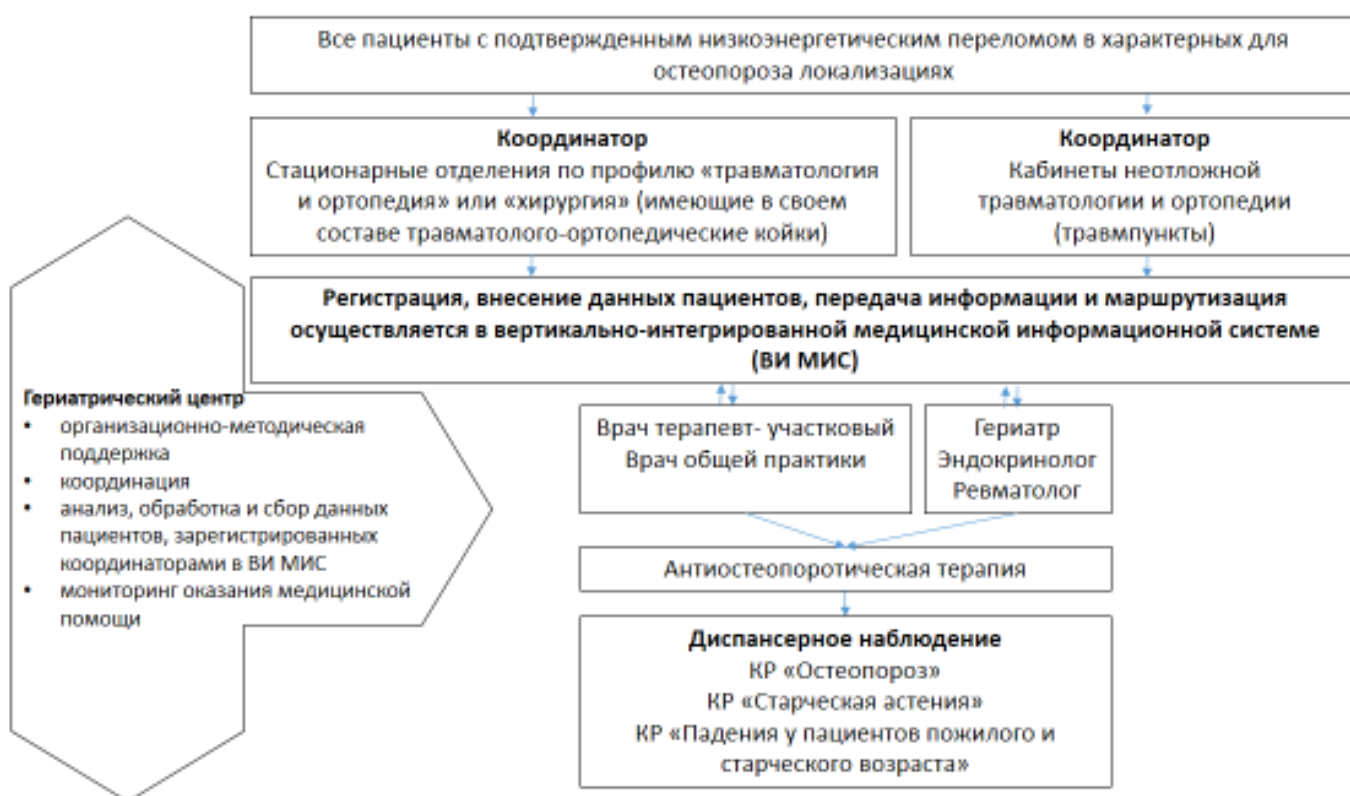 Все пациенты с подтвержденным низкоэнергетическим переломом в характерных для
остеопороза локализациях
Координатор
Стационарные отделения по профилю «травматология
и ортопедия» или «хирургия» (имеющие в своем
составе травматолого-ортопедические койки)
Координатор
Кабинеты неотложной
травматологии и ортопедии
(травмпункты)
Регистрация, внесение данных пациентов, передача информации и маршрутизация
осуществляется в вертикально-интегрированной медицинской информационной системе
(ВИ МИС)
Гериатрический центр
• организационно-методическая
поддержка
• координация
• анализ, обработка и сбор данных
пациентов, зарегистрированных
координаторами в ВИ МИС
• мониторинг оказания медицинской
помощи
Врач терапевт- участковый
Врач общей практики
Гериатр
Эндокринолог
Ревматолог
Антиостеопоротическая терапия
Диспансерное наблюдение
КР «Остеопороз»
КР «Старческая астения»
КР «Падения у пациентов пожилого и
старческого возраста»